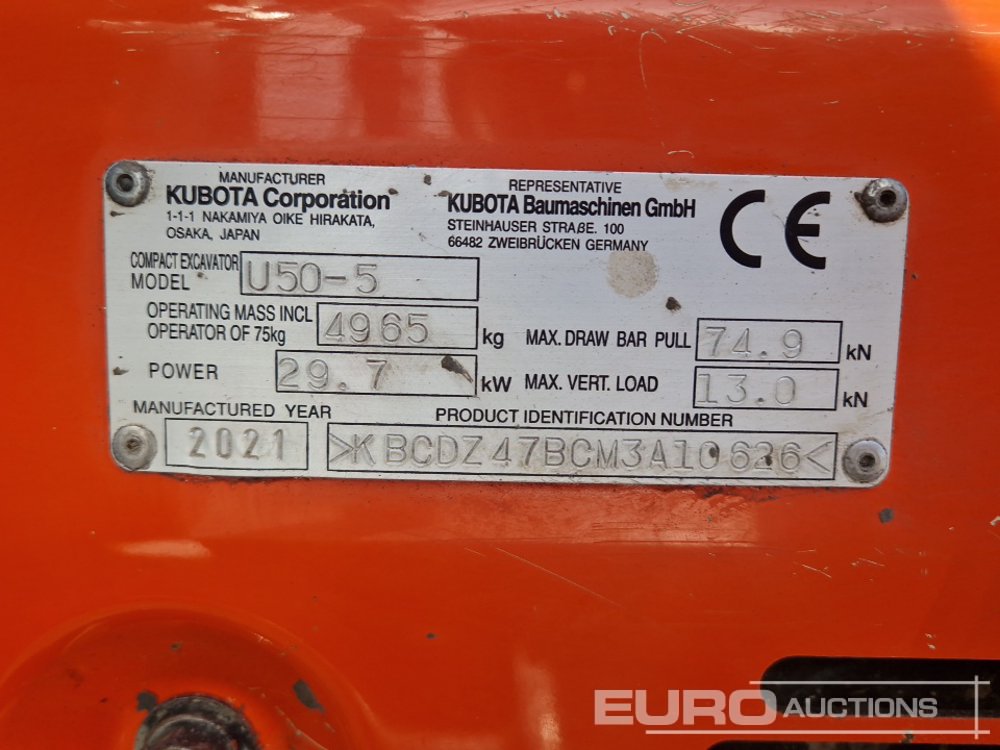 MANUFACTURER
KUBOTA Corporation
1-1-1 NAKAMIYA OIKE HIRAKATA,
OSAKA, JAPAN
REPRESENTATIVE
KUBOTA Baumaschinen GmbH
STEINHAUSER STRAßE. 100
66482 ZWEIBRÜCKEN GERMANY
CE
COMPACT EXCAVATOR
MODEL U50-5
OPERATING MASS INCL
OPERATOR OF 75kg 4965 kg
MAX. DRAW BAR PULL 74.9 kN
POWER 29.7 kW
MAX. VERT. LOAD 13.0 kN
MANUFACTURED YEAR
2021
PRODUCT IDENTIFICATION NUMBER
>KBCDZ47BCM3A10626<
EURO AUCTIONS